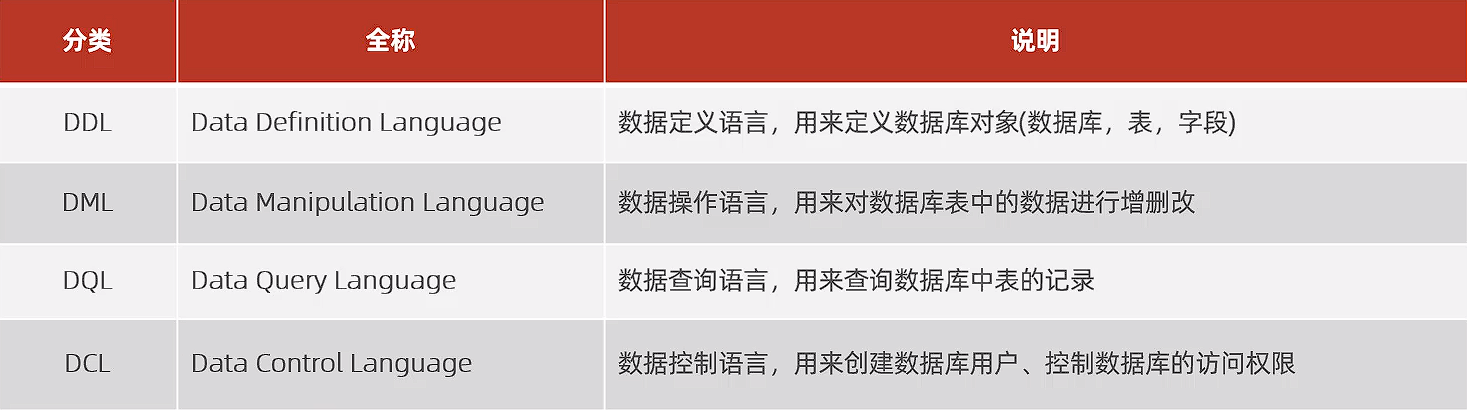 分类 全称 说明
DDL Data Definition Language 数据定义语言，用来定义数据库对象(数据库，表，字段)
DML Data Manipulation Language 数据操作语言，用来对数据库表中的数据进行增删改
DQL Data Query Language 数据查询语言，用来查询数据库中表的记录
DCL Data Control Language 数据控制语言，用来创建数据库用户、控制数据库的访问权限